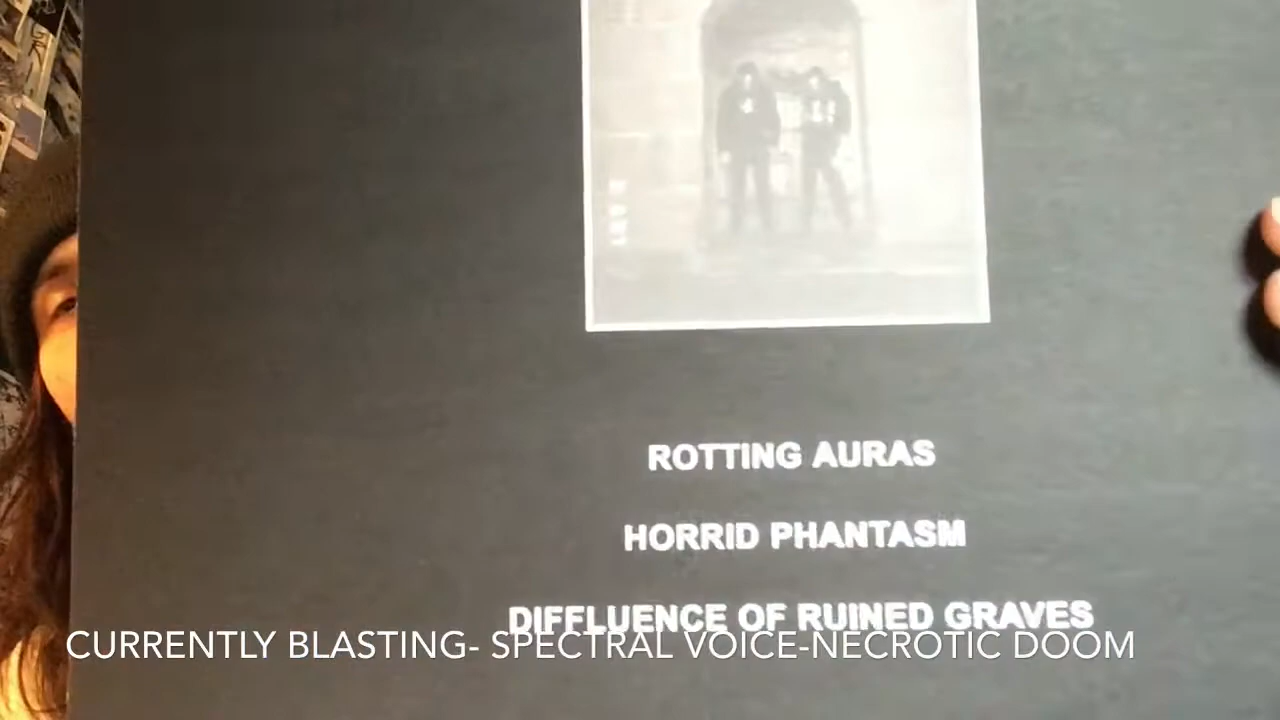 ROTTING AURAS
HORRID PHANTASM
DIFFLUENCE OF RUINED GRAVES
CURRENTLY BLASTING- SPECTRAL VOICE-NECROTIC DOOM